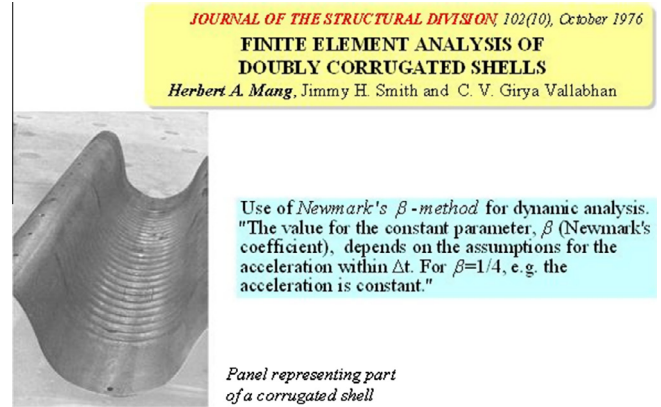 JOURNAL OF THE STRUCTURAL DIVISION, 102(10), October 1976
FINITE ELEMENT ANALYSIS OF
DOUBLY CORRUGATED SHELLS
Herbert A. Mang, Jimmy H. Smith and C. V. Girya Vallabhan
Use of Newmark's β-method for dynamic analysis.
"The value for the constant parameter, β (Newmark's
coefficient), depends on the assumptions for the
acceleration within Δt. For β=1/4, e.g. the
acceleration is constant."
Panel representing part
of a corrugated shell